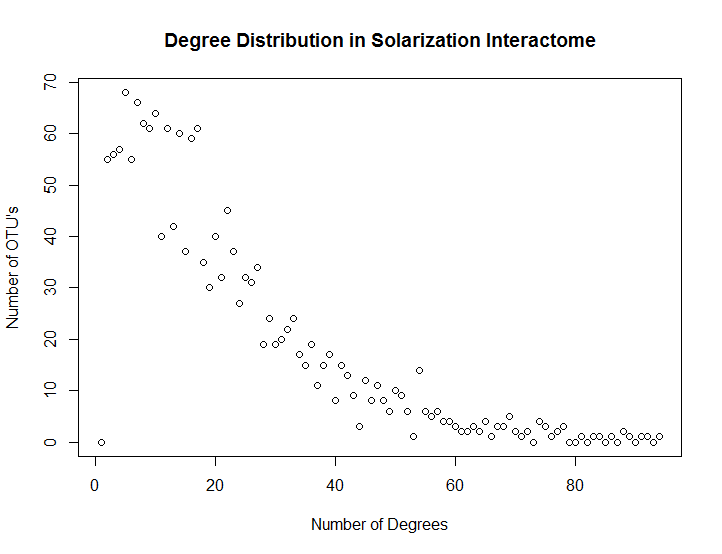 Degree Distribution in Solarization Interactome
Number of OTU's
70
60
50
40
30
20
10
0
0 20 40 60 80
Number of Degrees